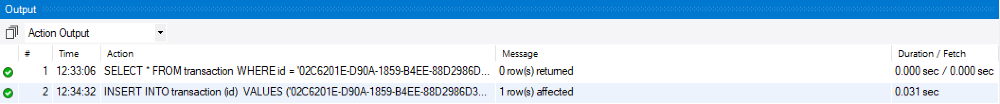 Output
Action Output
# Time Action Message Duration / Fetch
1 12:33:06 SELECT * FROM transaction WHERE id = '02C6201E-D90A-1859-B4EE-88D2986D... 0 row(s) returned 0.000 sec / 0.000 sec
2 12:34:32 INSERT INTO transaction (id) VALUES ('02C6201E-D90A-1859-B4EE-88D2986D3... 1 row(s) affected 0.031 sec